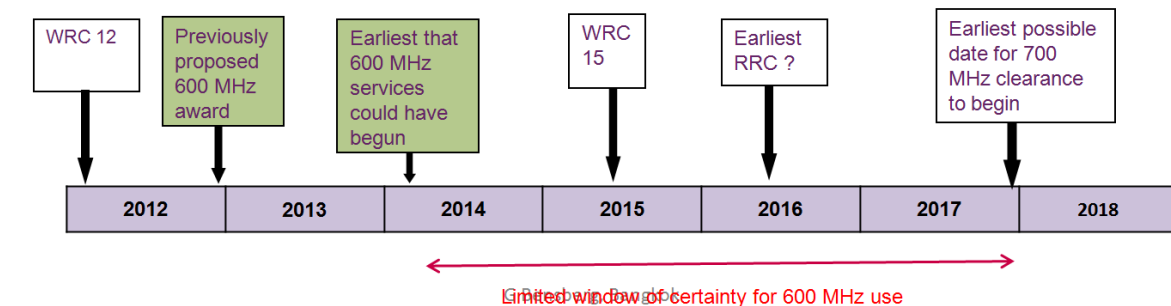 WRC 12
Previously
proposed
600 MHz
award
Earliest that
600 MHz
services
could have
begun
WRC
15
Earliest
RRC ?
Earliest possible
date for 700
MHz clearance
to begin
2012 2013 2014 2015 2016 2017 2018
Limited window of certainty for 600 MHz use
G Bensberg, Bangkok